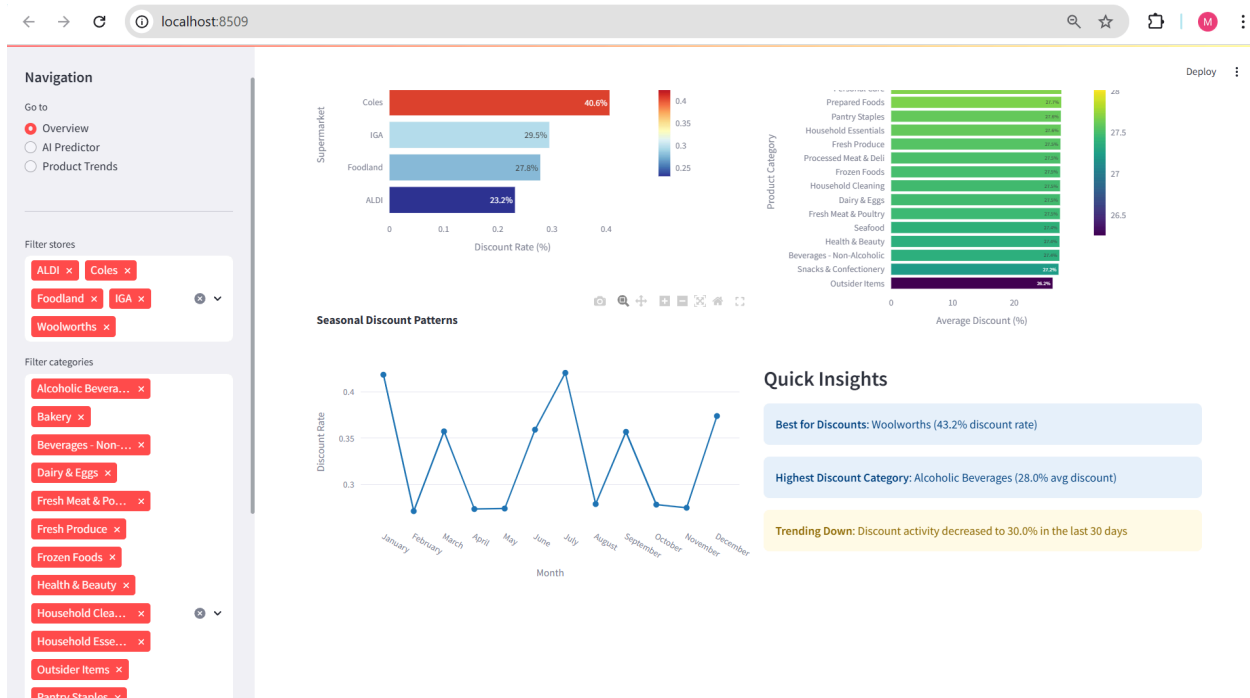 localhost:8509
M
Deploy
Navigation
Go to
Overview
AI Predictor
Product Trends
Filter stores
ALDI ×
Coles ×
Foodland ×
IGA ×
Woolworths ×
Filter categories
Alcoholic Bevera... ×
Bakery ×
Beverages - Non-... ×
Dairy & Eggs ×
Fresh Meat & Po... ×
Fresh Produce ×
Frozen Foods ×
Health & Beauty ×
Household Clea... ×
Household Esse... ×
Outsider Items ×
Pantry Staples ×
Supermarket
Coles
40.6%
IGA
29.5%
Foodland
27.8%
ALDI
23.2%
0 0.1 0.2 0.3 0.4
Discount Rate (%)
0.4
0.35
0.3
0.25
Product Category
Personal Care
Prepared Foods
Pantry Staples
Household Essentials
Fresh Produce
Processed Meat & Deli
Frozen Foods
Household Cleaning
Dairy & Eggs
Fresh Meat & Poultry
Seafood
Health & Beauty
Beverages - Non-Alcoholic
Snacks & Confectionery
27.2%
Outsider Items
26.2%
0 10 20
Average Discount (%)
28
27.5
27
26.5
Seasonal Discount Patterns
Discount Rate
0.4
0.35
0.3
January February March April May June July August September October November December
Month
Quick Insights
Best for Discounts: Woolworths (43.2% discount rate)
Highest Discount Category: Alcoholic Beverages (28.0% avg discount)
Trending Down: Discount activity decreased to 30.0% in the last 30 days